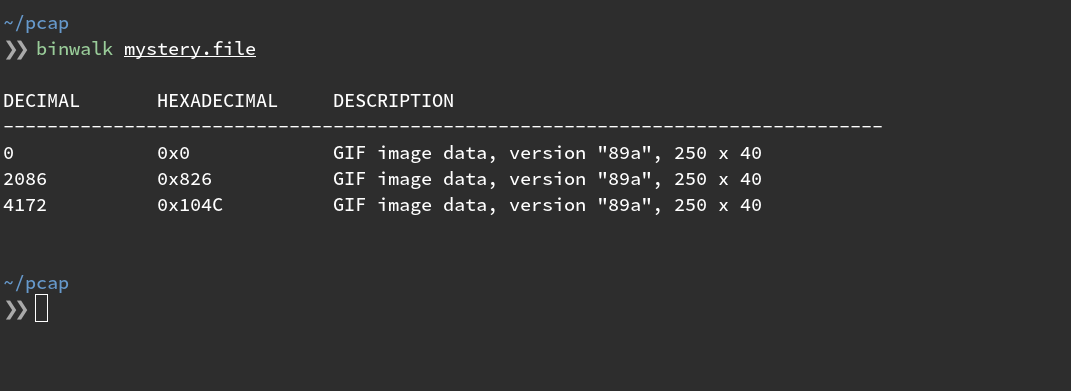 ~/pcap
❯❯ binwalk mystery.file
DECIMAL       HEXADECIMAL     DESCRIPTION
--------------------------------------------------------------------------------
0             0x0             GIF image data, version "89a", 250 x 40
2086          0x826           GIF image data, version "89a", 250 x 40
4172          0x104C          GIF image data, version "89a", 250 x 40
~/pcap
❯❯